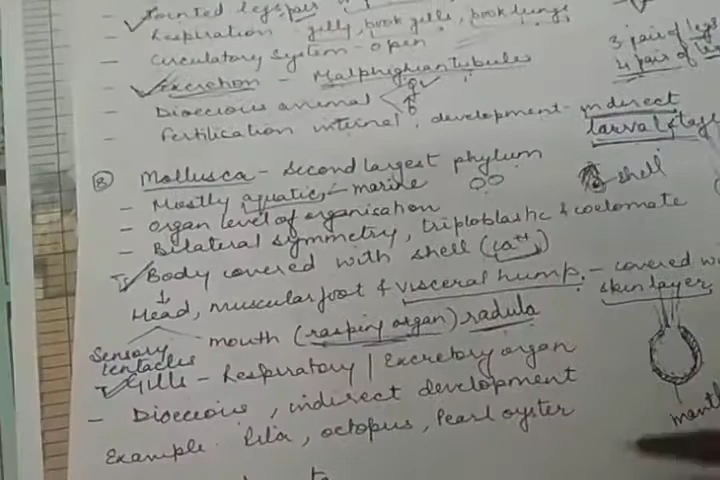 - Jointed legs pair
- Respiration - gills, book gills, book lungs
- Circulatory system - open
3 pair of legs
- Excretion - Malphighian tubules
4 pair of
- Dioecious animal
- Fertilication internal, development - indirect
larval stage
⑧ Mollusca - Second largest phylum
shell
- Mostly aquatic, - marine
- Organ level of organisation
- Bilateral symmetry, triploblastic & coelomate
Body covered with shell (Ca++)
Head, muscular foot & visceral hump, - covered
skin layer
mouth (rasping organ) radula
Sensory tentacles
Gills - Respiratory / Excretory organ
- Dioecious, indirect development
Example. Pila, octopus, Pearl oyster